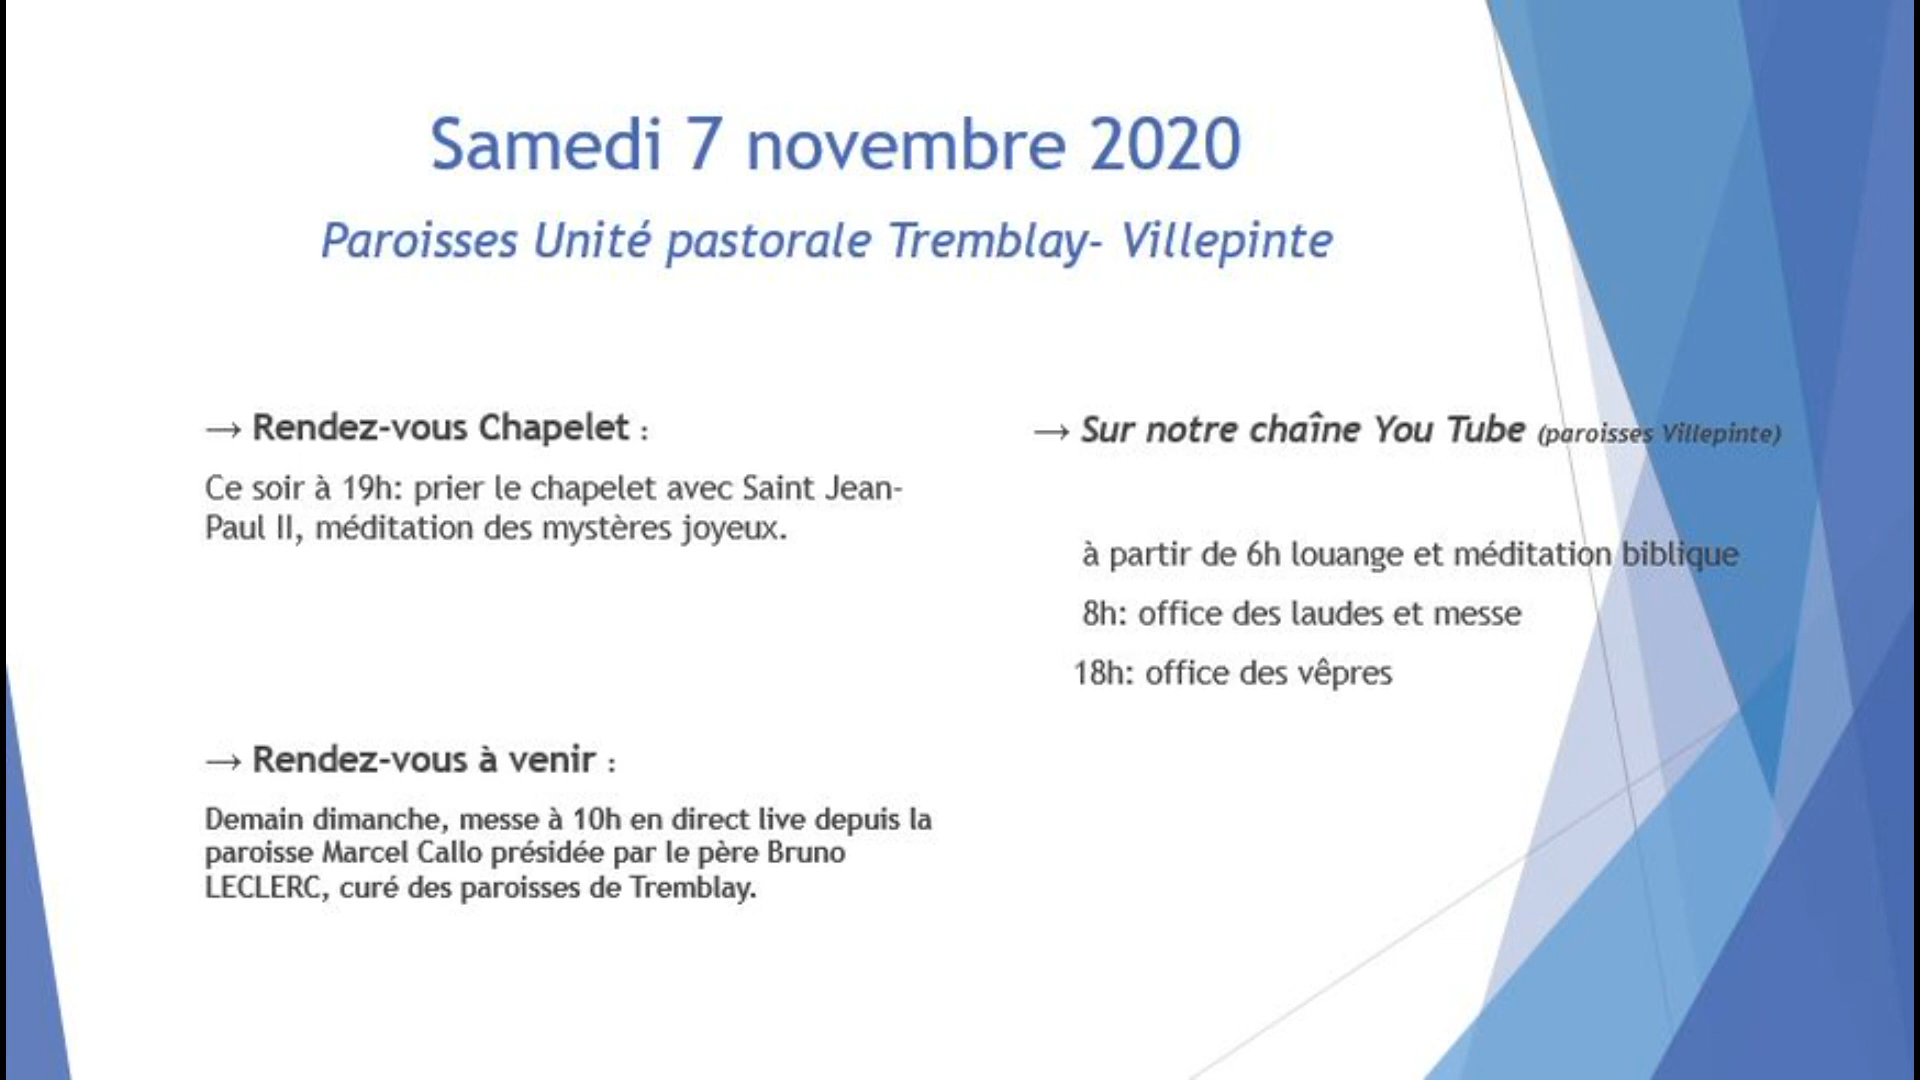 Samedi 7 novembre 2020
Paroisses Unité pastorale Tremblay- Villepinte
→ Rendez-vous Chapelet :
Ce soir à 19h: prier le chapelet avec Saint Jean-
Paul II, méditation des mystères joyeux.
→ Rendez-vous à venir :
Demain dimanche, messe à 10h en direct live depuis la
paroisse Marcel Callo présidée par le père Bruno
LECLERC, curé des paroisses de Tremblay.
→ Sur notre chaîne You Tube (paroisses Villepinte)
à partir de 6h louange et méditation biblique
8h: office des laudes et messe
18h: office des vêpres